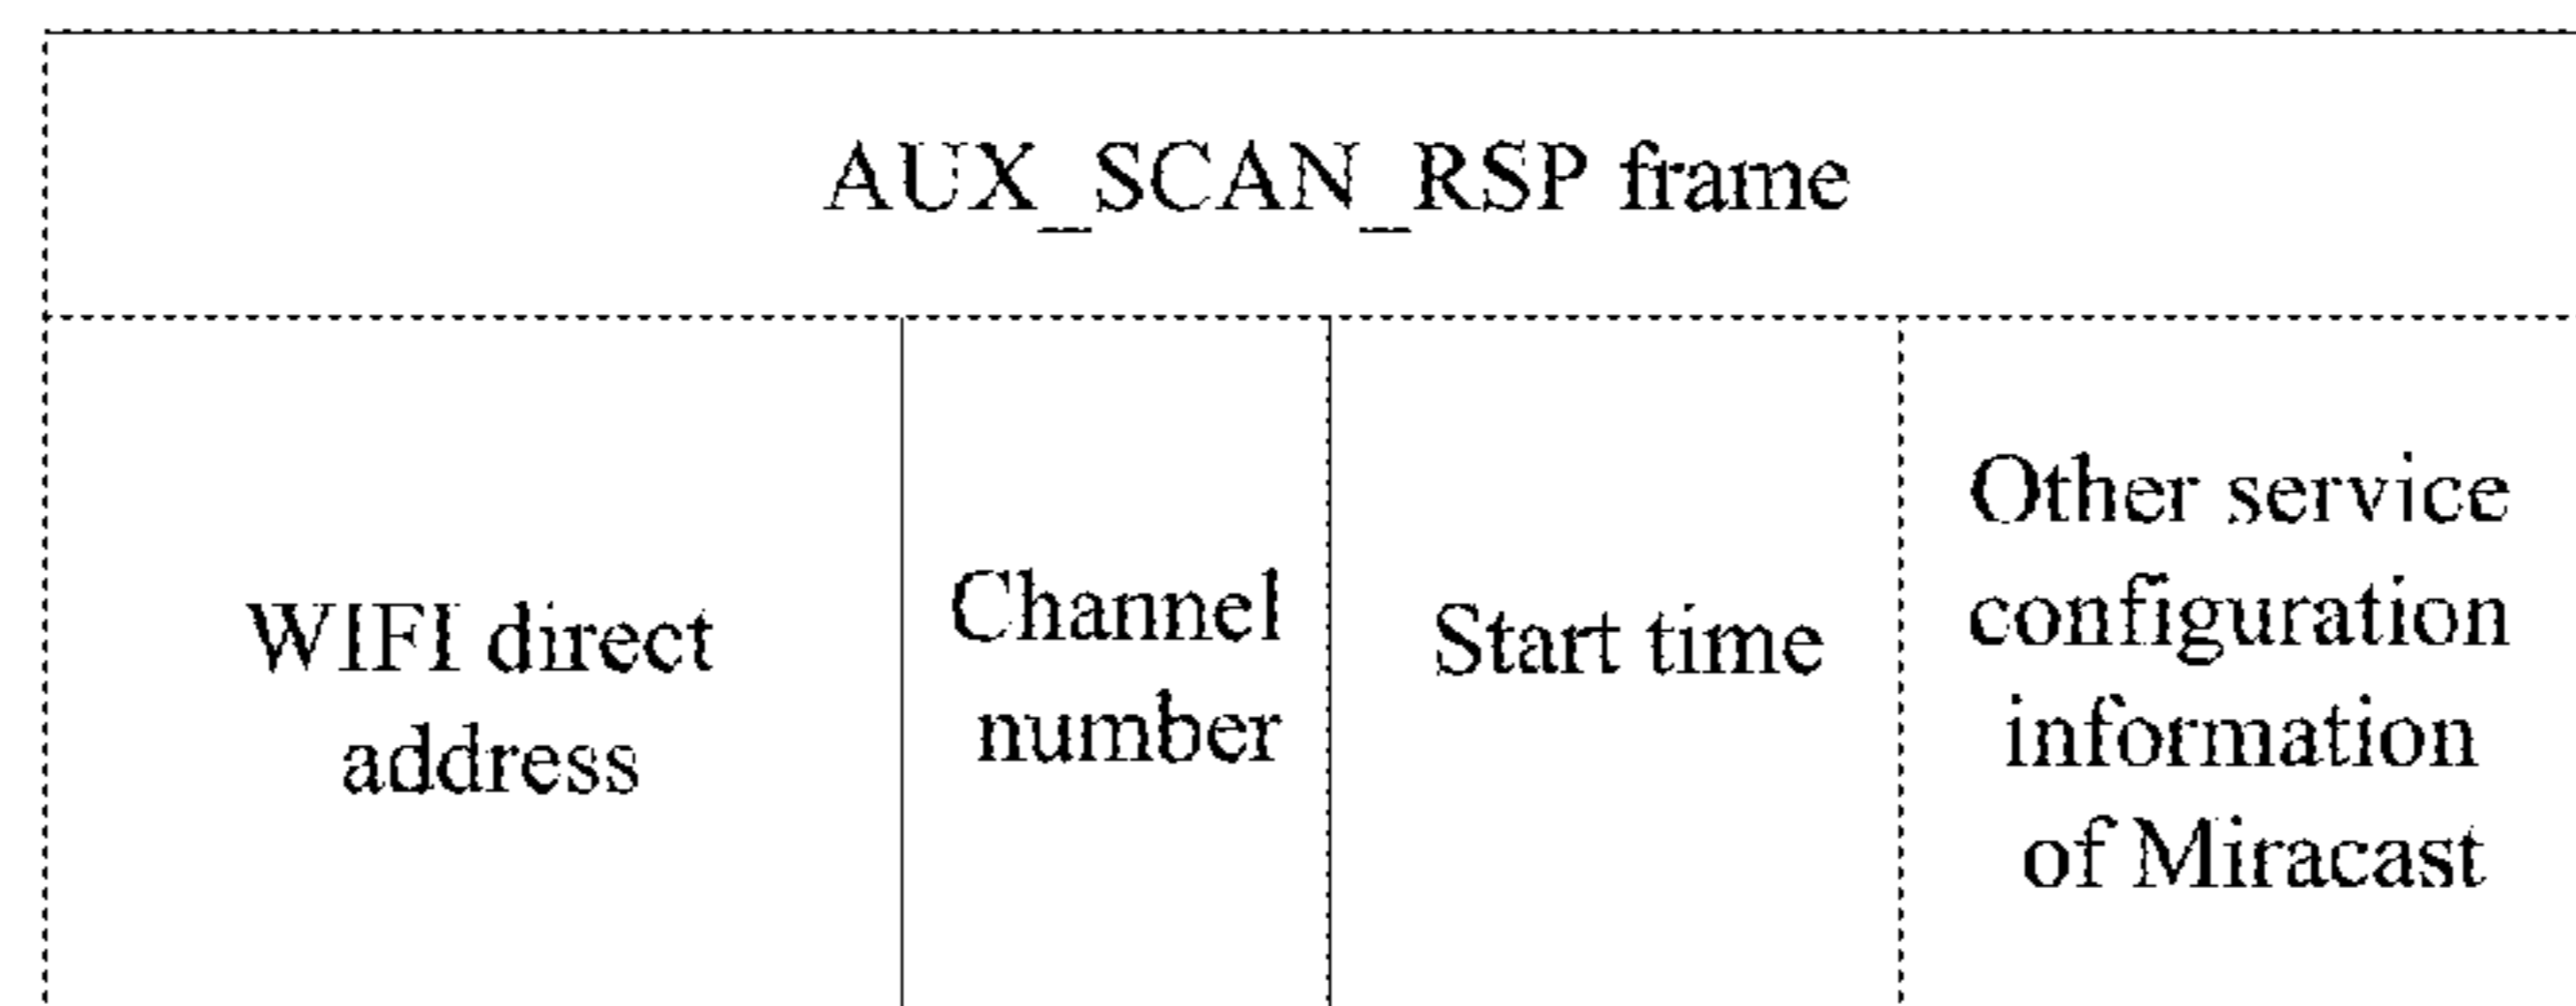 AUX_SCAN_RSP frame
WIFI direct
address
Channel
number
Start time
Other service
configuration
information
of Miracast